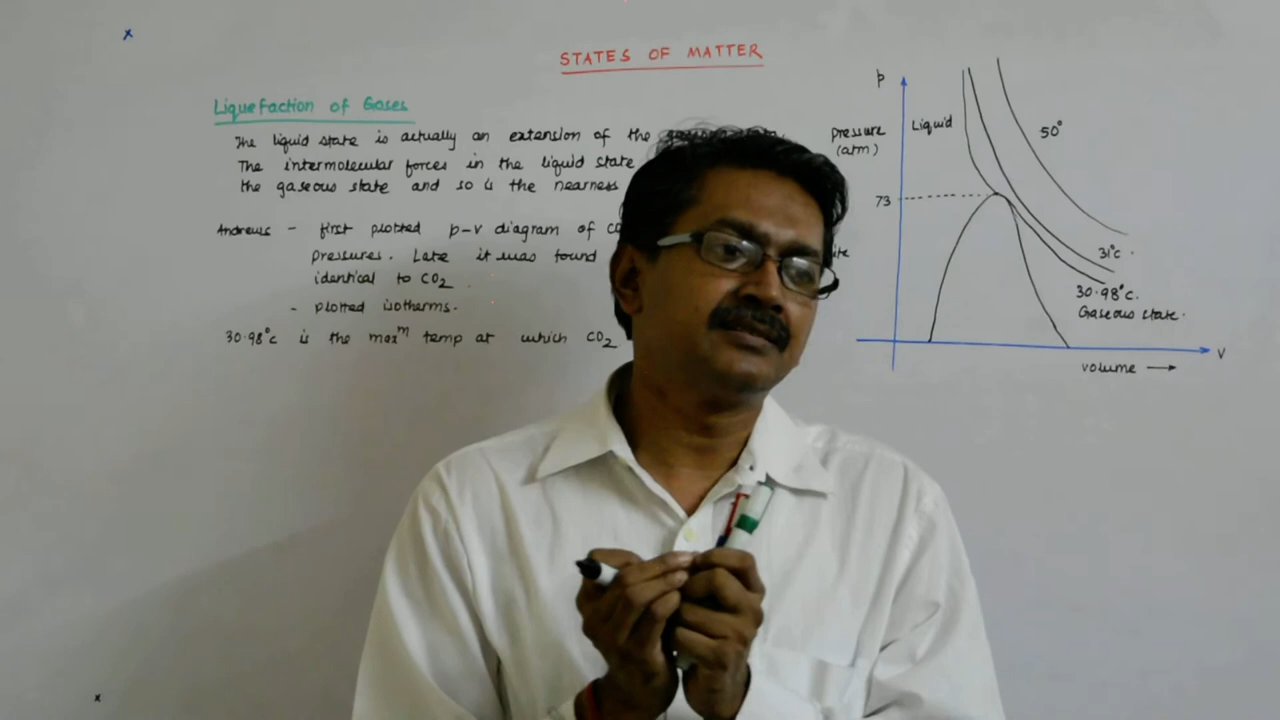 STATES OF MATTER
Liquefaction of Gases
The liquid state is actually an extension of the
The intermolecular forces in the liquid state
the gaseous state and so is the nearness
Andrews - first plotted p-v diagram of
pressures. Late it was found
identical to CO2
- plotted isotherms.
30.98°c is the maxm temp at which CO2
p
Pressure
(atm)
Liquid
50°
73
31°c.
30.98°c.
Gaseous state.
volume →
V